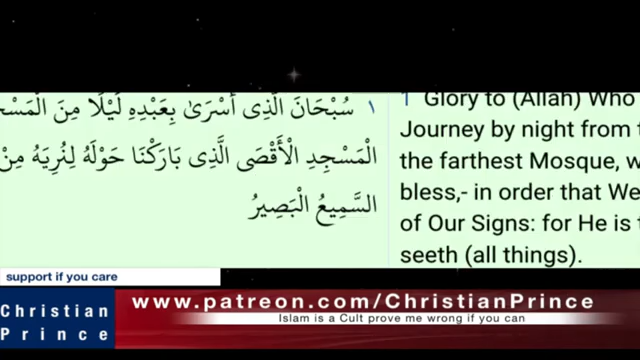 ١ سُبْحَانَ الَّذِي أَسْرَىٰ بِعَبْدِهِ لَيْلًا مِنَ
الْمَسْجِدِ الْأَقْصَى الَّذِي بَارَكْنَا حَوْلَهُ لِنُرِيَهُ مِنْ
السَّمِيعُ الْبَصِيرُ
1 Glory to (Allah) Who
Journey by night from
the farthest Mosque,
bless,- in order that We
of Our Signs: for He is
seeth (all things).
support if you care
Christian
Prince
www.patreon.com/ChristianPrince
Islam is a Cult prove me wrong if you can